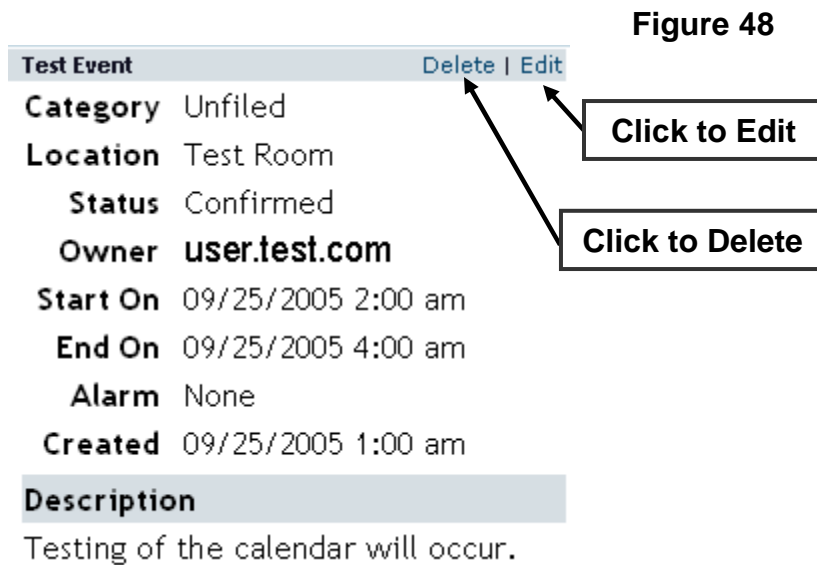 Figure 48
Test Event Delete | Edit
Category Unfiled
Click to Edit
Location Test Room
Status Confirmed
Click to Delete
Owner user.test.com
Start On 09/25/2005 2:00 am
End On 09/25/2005 4:00 am
Alarm None
Created 09/25/2005 1:00 am
Description
Testing of the calendar will occur.